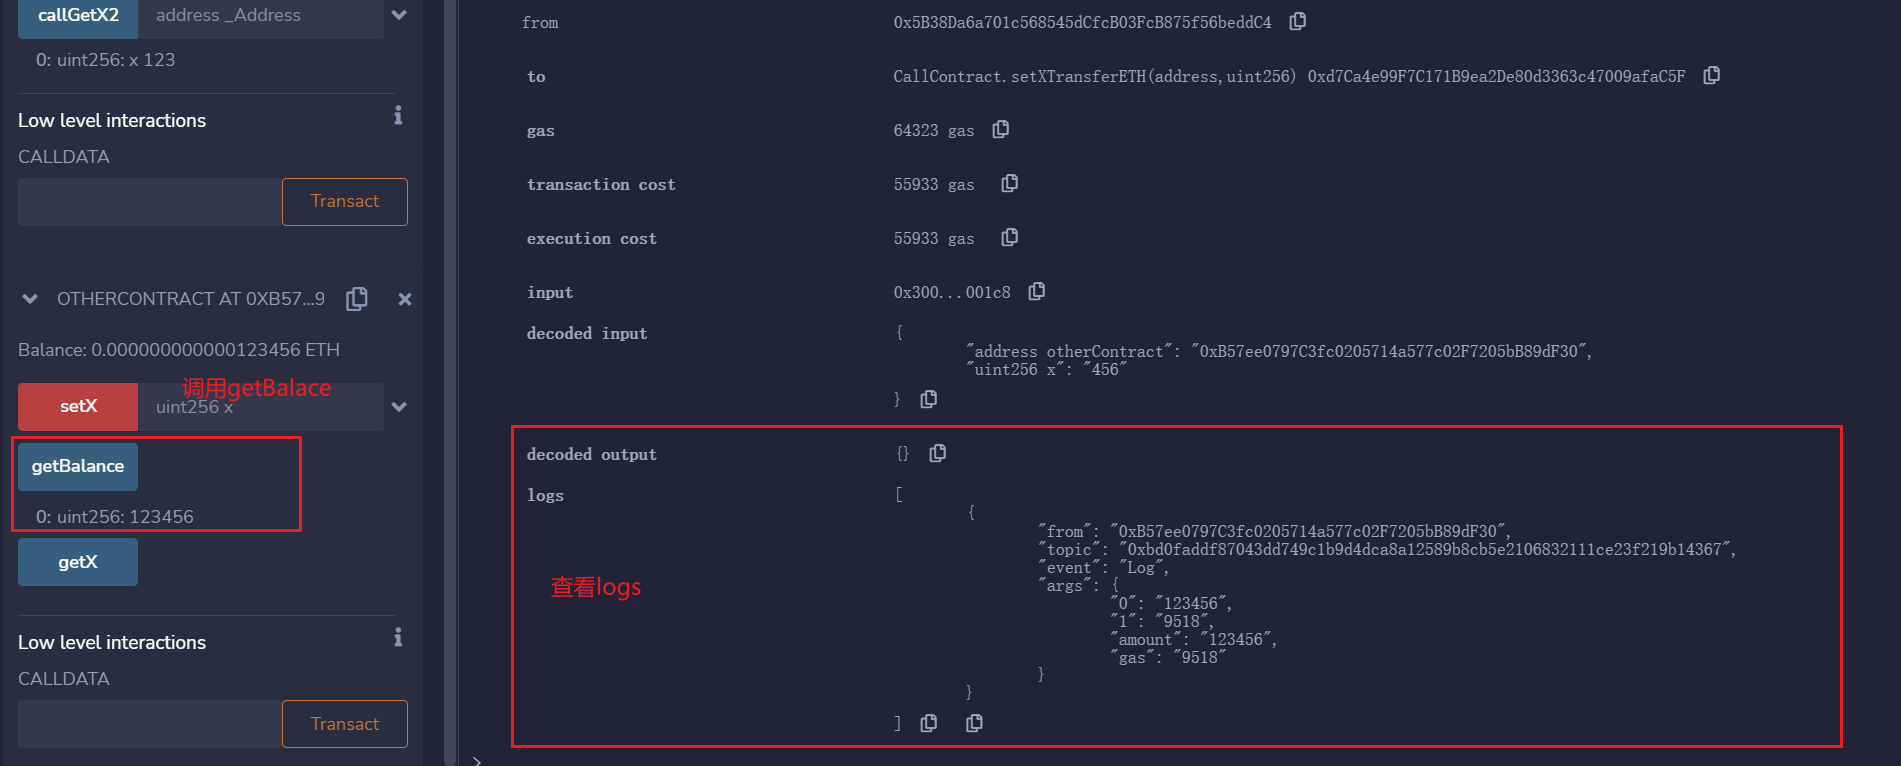 callGetX2 address _Address
0: uint256: x 123
Low level interactions
CALLDATA
Transact
OTHERCONTRACT AT 0XB57...9
Balance: 0.000000000000123456 ETH
调用getBalace
setX uint256 x
getBalance
0: uint256: 123456
getX
Low level interactions
CALLDATA
Transact
from 0x5B38Da6a701c568545dCfcB03FcB875f56beddC4
to CallContract.setXTransferETH(address,uint256) 0xd7Ca4e99F7C171B9ea2De80d3363c47009afaC5F
gas 64323 gas
transaction cost 55933 gas
execution cost 55933 gas
input 0x300...001c8
decoded input {
"address otherContract": "0xB57ee0797C3fc0205714a577c02F7205bB89dF30",
"uint256 x": "456"
}
decoded output {}
logs [
{
"from": "0xB57ee0797C3fc0205714a577c02F7205bB89dF30",
"topic": "0xbd0faddf87043dd749c1b9d4dca8a12589b8cb5e2106832111ce23f219b14367",
"event": "Log",
"args": {
"0": "123456",
"1": "9518",
"amount": "123456",
"gas": "9518"
}
}
]
查看logs
>